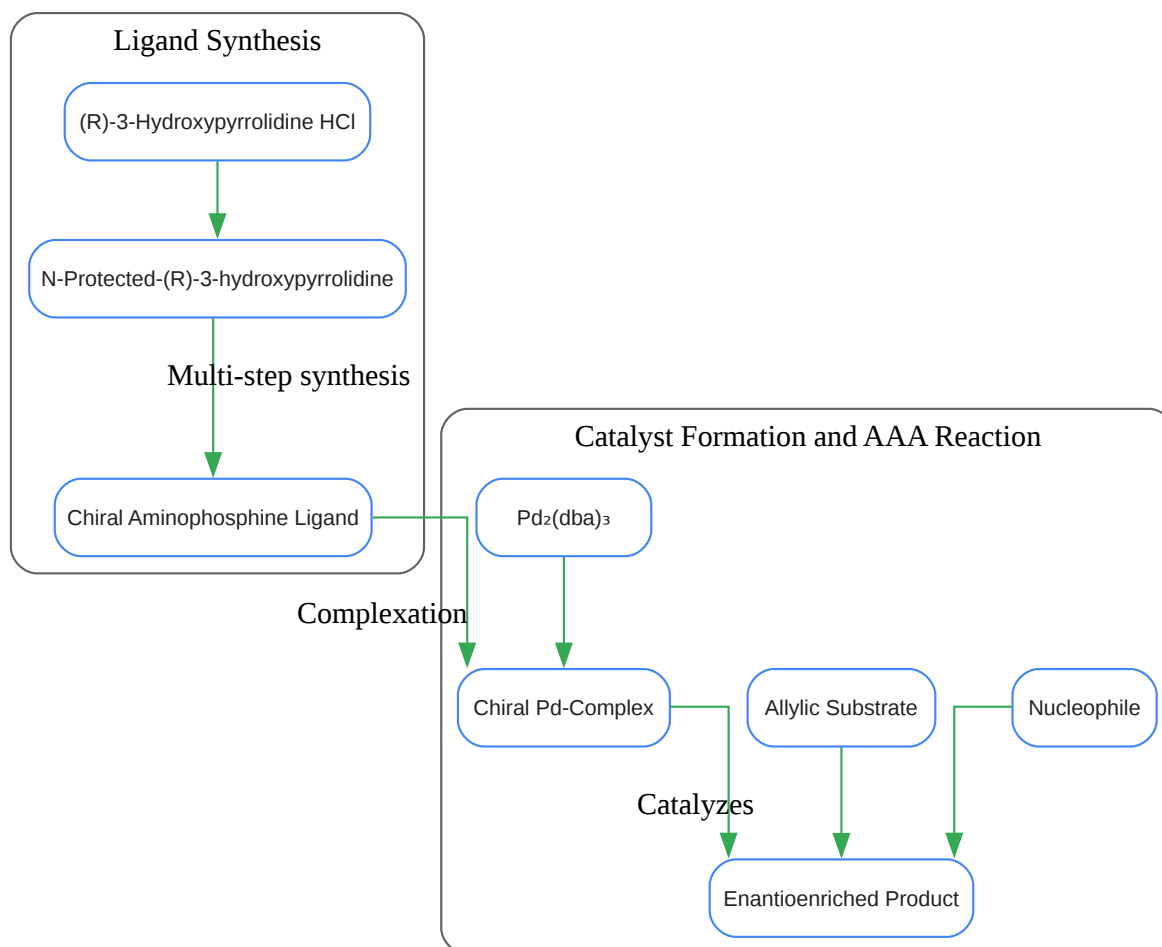 Ligand Synthesis
(R)-3-Hydroxypyrrolidine HCl
N-Protected-(R)-3-hydroxypyrrolidine
Multi-step synthesis
Chiral Aminophosphine Ligand
Catalyst Formation and AAA Reaction
Pd₂(dba)₃
Complexation
Chiral Pd-Complex
Allylic Substrate
Nucleophile
Catalyzes
Enantioenriched Product